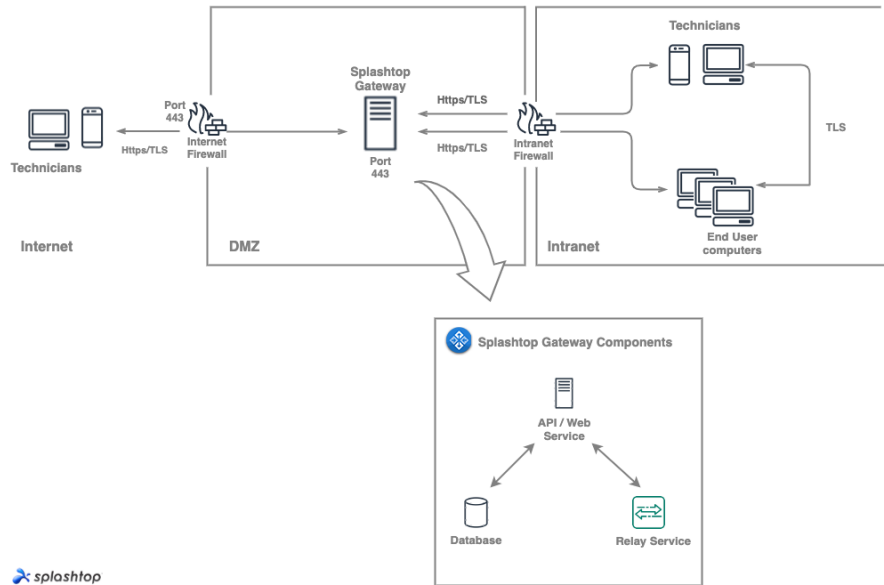 Technicians
Splashtop
Gateway
Port
443
Https/TLS
Https/TLS
Internet
Firewall
Https/TLS
Port
443
Intranet
Firewall
TLS
Technicians
End User
computers
Internet
DMZ
Intranet
Splashtop Gateway Components
API / Web
Service
Database
Relay Service
splashtop